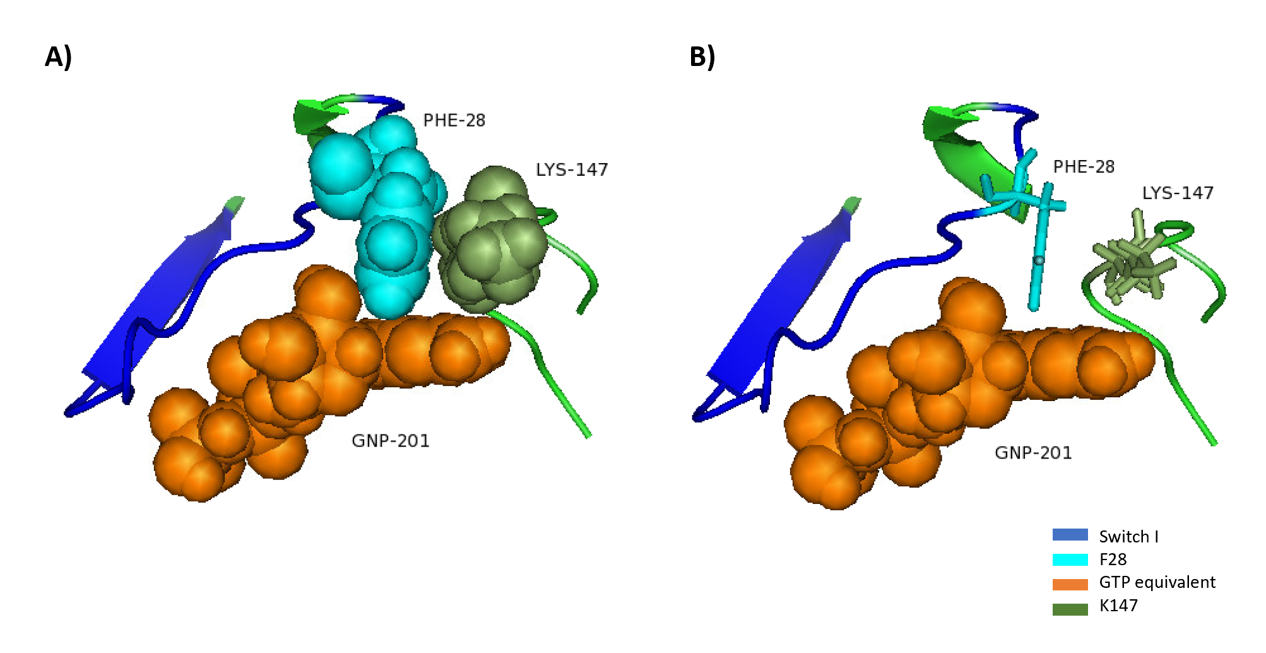 A)
PHE-28
LYS-147
GNP-201
B)
PHE-28
LYS-147
GNP-201
Switch I
F28
GTP equivalent
K147